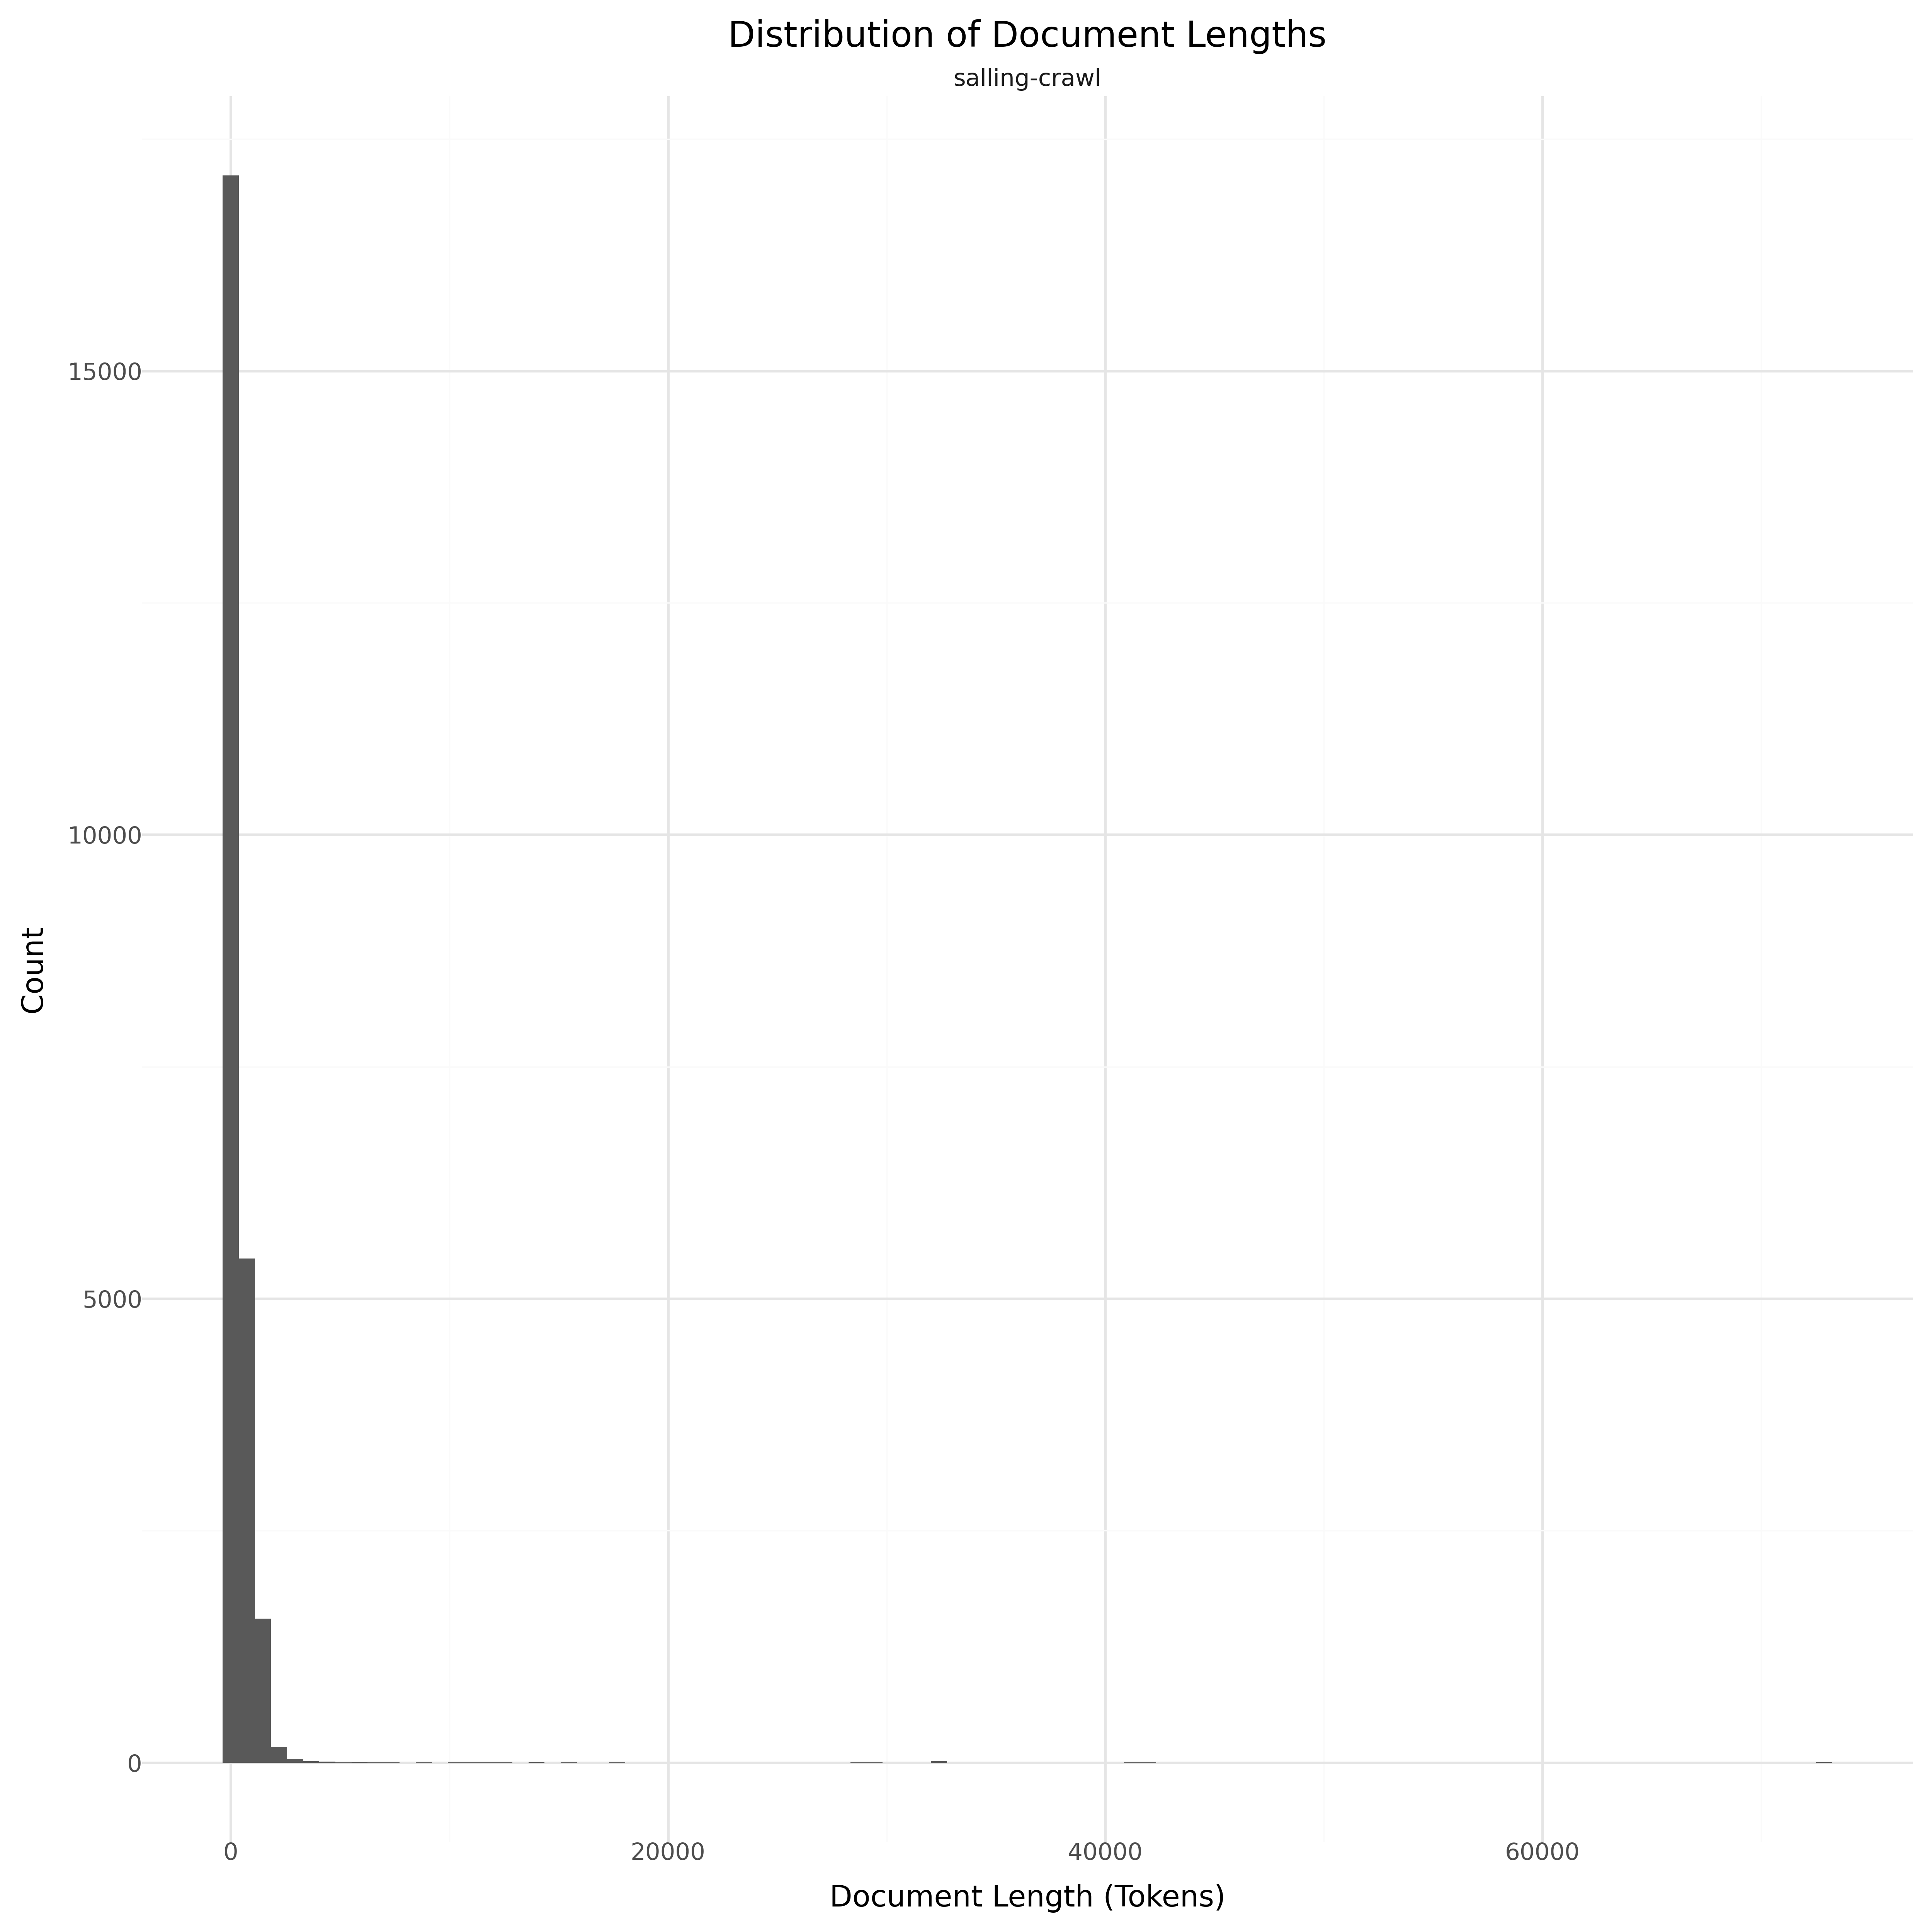 Distribution of Document Lengths
salling-crawl
15000
10000
5000
0
Count
0 20000 40000 60000
Document Length (Tokens)